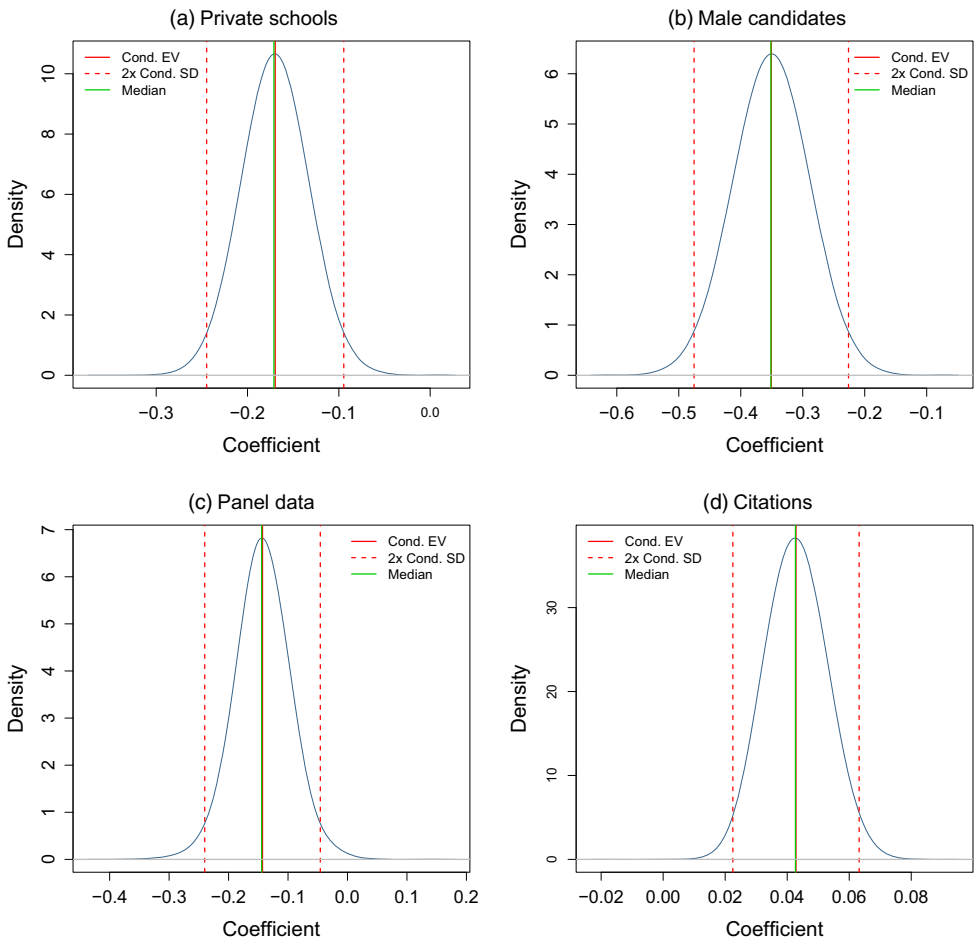 (a) Private schools
Cond. EV
2x Cond. SD
Median
Density
0
2
4
6
8
10
−0.3 −0.2 −0.1 0.0
Coefficient
(b) Male candidates
Cond. EV
2x Cond. SD
Median
Density
0
1
2
3
4
5
6
−0.6 −0.5 −0.4 −0.3 −0.2 −0.1
Coefficient
(c) Panel data
Cond. EV
2x Cond. SD
Median
Density
0
1
2
3
4
5
6
7
−0.4 −0.3 −0.2 −0.1 0.0 0.1 0.2
Coefficient
(d) Citations
Cond. EV
2x Cond. SD
Median
Density
0
10
20
30
−0.02 0.00 0.02 0.04 0.06 0.08
Coefficient